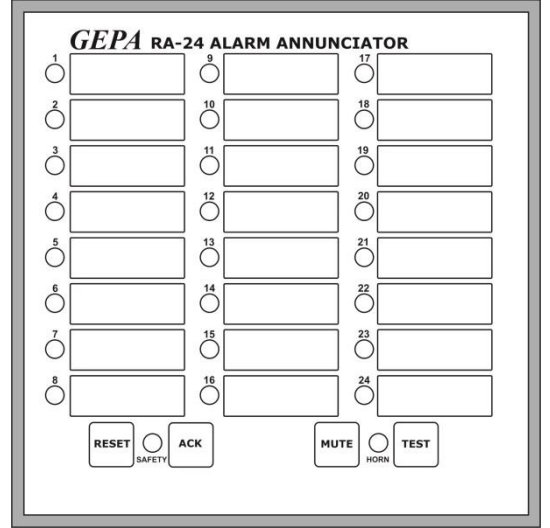 GEPA RA-24 ALARM ANNUNCIATOR
1 9 17
2 10 18
3 11 19
4 12 20
5 13 21
6 14 22
7 15 23
8 16 24
RESET SAFETY ACK MUTE HORN TEST